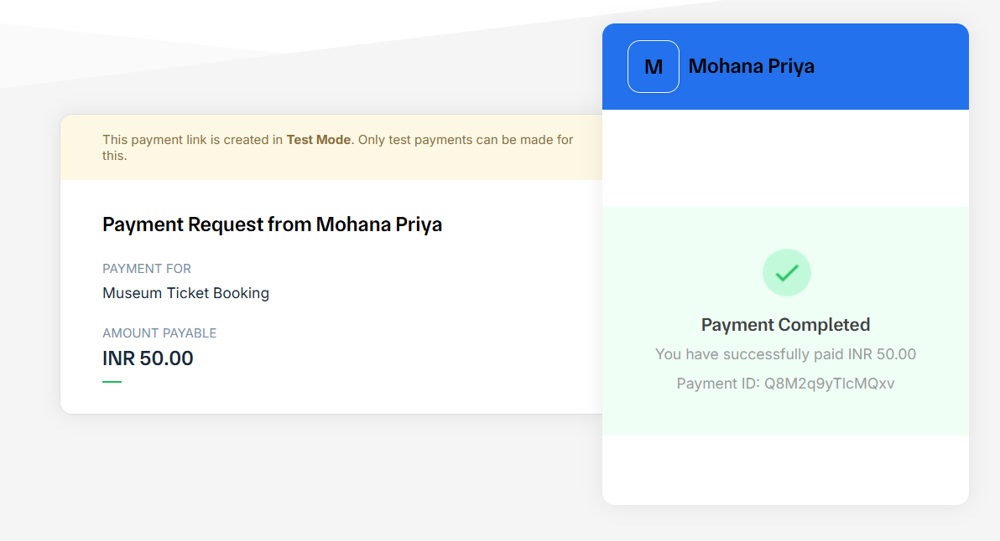 This payment link is created in Test Mode. Only test payments can be made for
this.
Payment Request from Mohana Priya
PAYMENT FOR
Museum Ticket Booking
AMOUNT PAYABLE
INR 50.00
M
Mohana Priya
Payment Completed
You have successfully paid INR 50.00
Payment ID: Q8M2q9yTlcMQxv